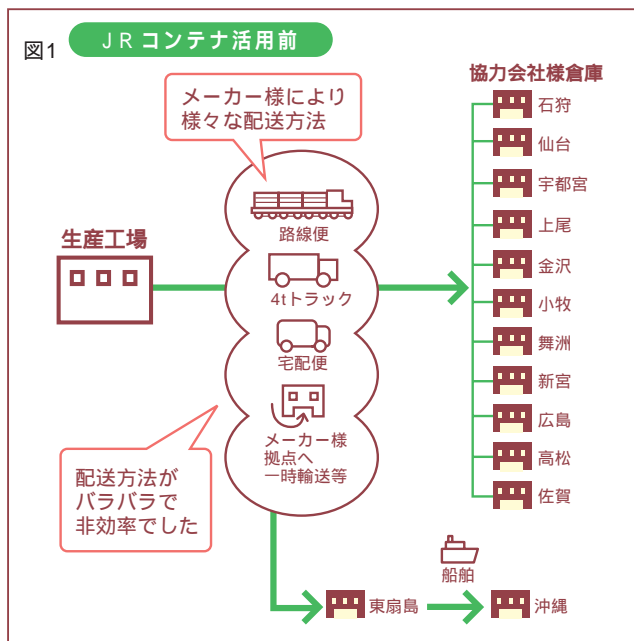 図1
JRコンテナ活用前
メーカー様により
様々な配送方法
協力会社様倉庫
石狩
仙台
宇都宮
上尾
金沢
小牧
舞洲
新宮
広島
高松
佐賀
生産工場
路線便
4tトラック
宅配便
メーカー様
拠点へ
一時輸送等
配送方法が
バラバラで
非効率でした
船舶
東扇島
沖縄